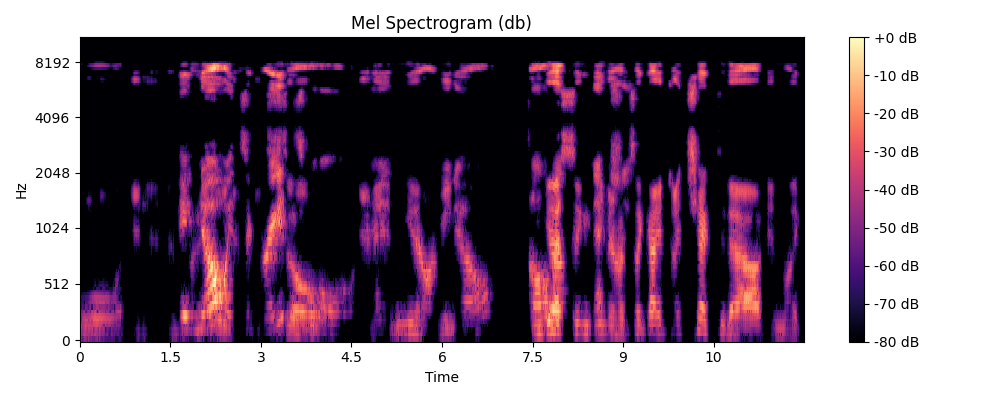 Mel Spectrogram (db)
8192
4096
2048
1024
512
0
Hz
0 1.5 3 4.5 6 7.5 9 10
Time
+0 dB
-10 dB
-20 dB
-30 dB
-40 dB
-50 dB
-60 dB
-70 dB
-80 dB